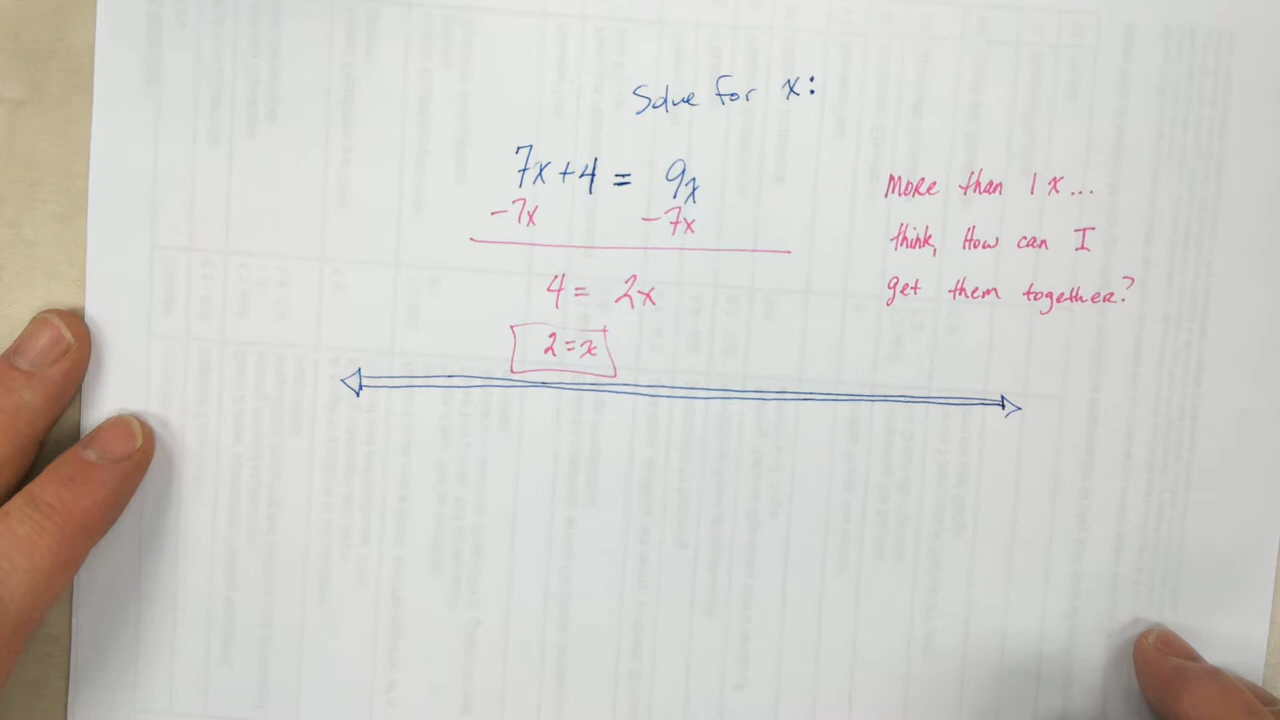 Solve for x:
7x+4 = 9x
-7x -7x
4 = 2x
2=x
More than 1 x...
think, How can I
get them together?